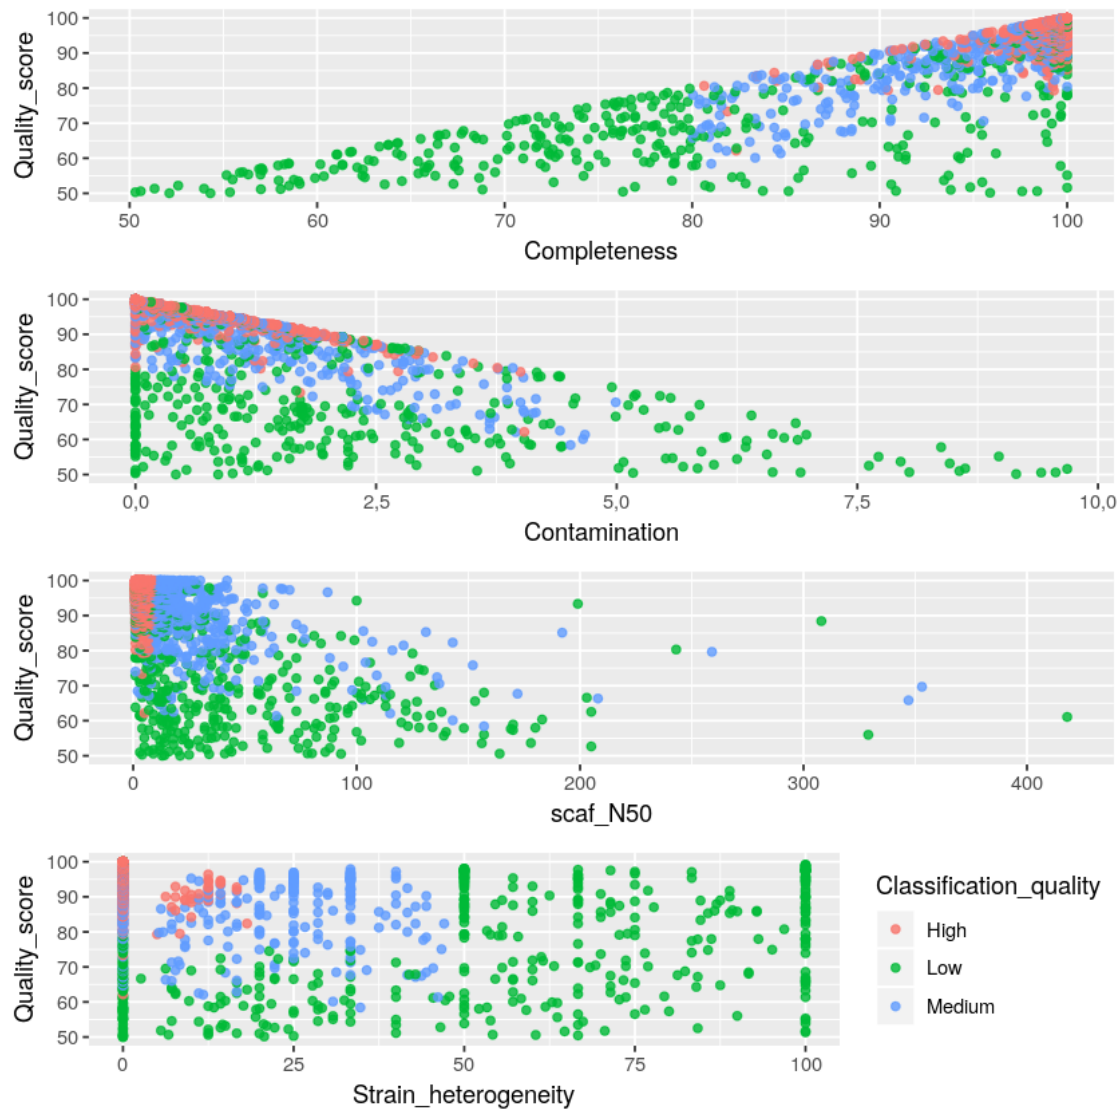 100
90
80
70
60
50
Quality_score
50 60 70 80 90 100
Completeness
100
90
80
70
60
50
Quality_score
0,0 2,5 5,0 7,5 10,0
Contamination
100
90
80
70
60
50
Quality_score
0 100 200 300 400
scaf_N50
100
90
80
70
60
50
Quality_score
0 25 50 75 100
Strain_heterogeneity
Classification_quality
High
Low
Medium